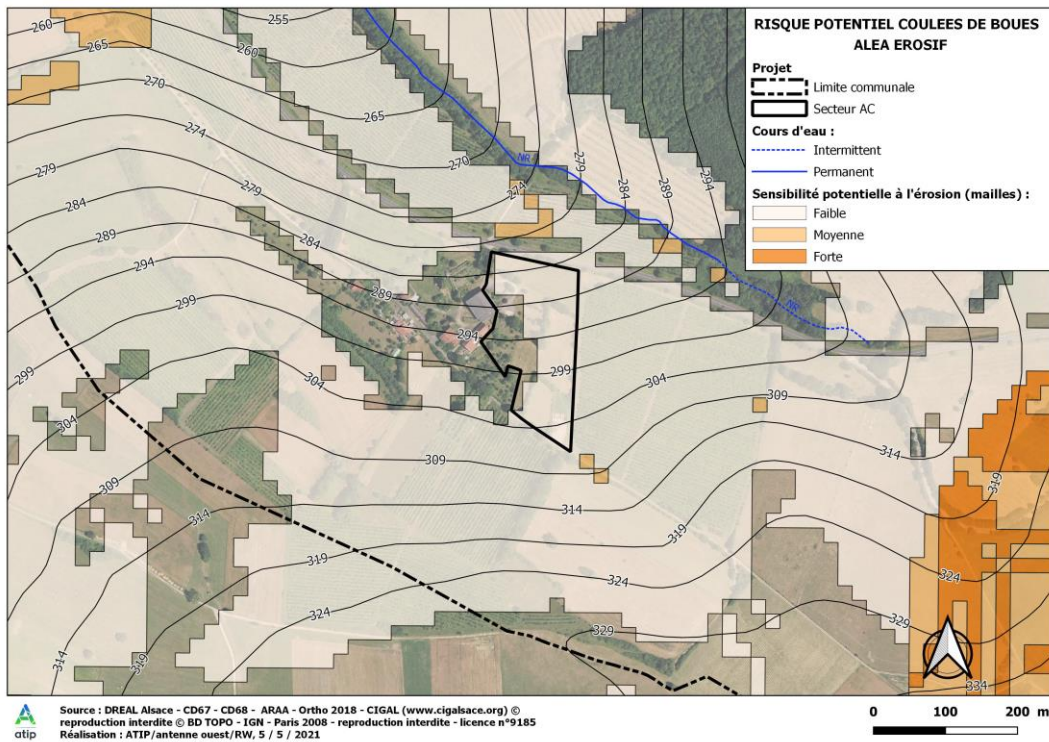 RISQUE POTENTIEL COULEES DE BOUES
ALEA EROSIF
Projet
Limite communale
Secteur AC
Cours d'eau :
Intermittent
Permanent
Sensibilité potentielle à l'érosion (mailles) :
Faible
Moyenne
Forte
260
255
265
260
270
265
274
270
279
279
274
279
284
289
294
284
284
289
289
294
294
299
299
299
304
304
304
309
309
309
314
314
314
319
319
319
324
324
324
329
329
314
319
334
NR
NR
atip
Source : DREAL Alsace - CD67 - CD68 - ARAA - Ortho 2018 - CIGAL (www.cigalsace.org) ©
reproduction interdite © BD TOPO - IGN - Paris 2008 - reproduction interdite - licence n°9185
Réalisation : ATIP/antenne ouest/RW, 5 / 5 / 2021
0 100 200 m